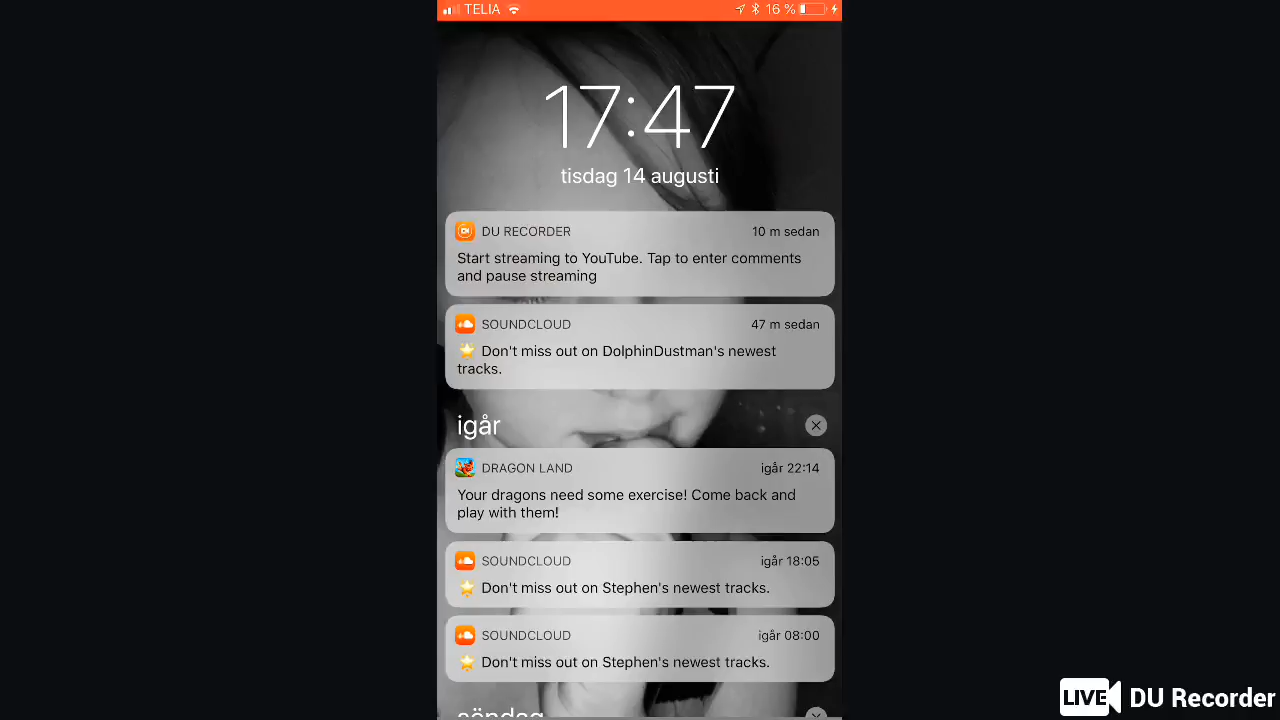 TELIA 16 %
17:47
tisdag 14 augusti
DU RECORDER 10 m sedan
Start streaming to YouTube. Tap to enter comments
and pause streaming
SOUNDCLOUD 47 m sedan
Don't miss out on DolphinDustman's newest
tracks.
igår
DRAGON LAND igår 22:14
Your dragons need some exercise! Come back and
play with them!
SOUNDCLOUD igår 18:05
Don't miss out on Stephen's newest tracks.
SOUNDCLOUD igår 08:00
Don't miss out on Stephen's newest tracks.
söndag
LIVE DU Recorder